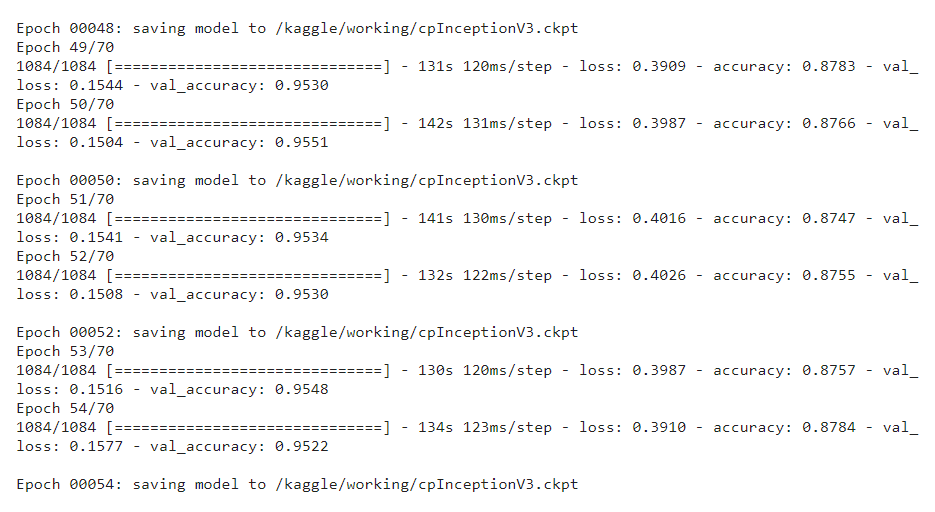 Epoch 00048: saving model to /kaggle/working/cpInceptionV3.ckpt
Epoch 49/70
1084/1084 [==============================] - 131s 120ms/step - loss: 0.3909 - accuracy: 0.8783 - val_
loss: 0.1544 - val_accuracy: 0.9530
Epoch 50/70
1084/1084 [==============================] - 142s 131ms/step - loss: 0.3987 - accuracy: 0.8766 - val_
loss: 0.1504 - val_accuracy: 0.9551
Epoch 00050: saving model to /kaggle/working/cpInceptionV3.ckpt
Epoch 51/70
1084/1084 [==============================] - 141s 130ms/step - loss: 0.4016 - accuracy: 0.8747 - val_
loss: 0.1541 - val_accuracy: 0.9534
Epoch 52/70
1084/1084 [==============================] - 132s 122ms/step - loss: 0.4026 - accuracy: 0.8755 - val_
loss: 0.1508 - val_accuracy: 0.9530
Epoch 00052: saving model to /kaggle/working/cpInceptionV3.ckpt
Epoch 53/70
1084/1084 [==============================] - 130s 120ms/step - loss: 0.3987 - accuracy: 0.8757 - val_
loss: 0.1516 - val_accuracy: 0.9548
Epoch 54/70
1084/1084 [==============================] - 134s 123ms/step - loss: 0.3910 - accuracy: 0.8784 - val_
loss: 0.1577 - val_accuracy: 0.9522
Epoch 00054: saving model to /kaggle/working/cpInceptionV3.ckpt